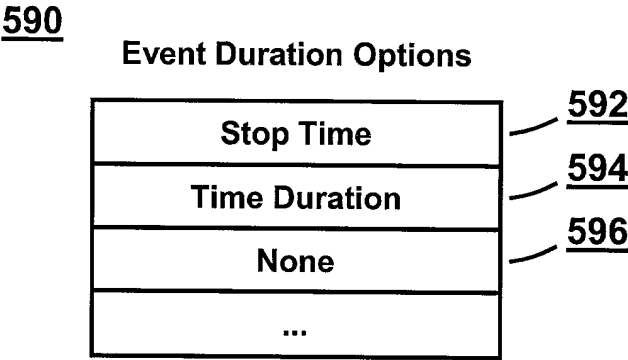 590
Event Duration Options
Stop Time
592
Time Duration
594
None
596
...